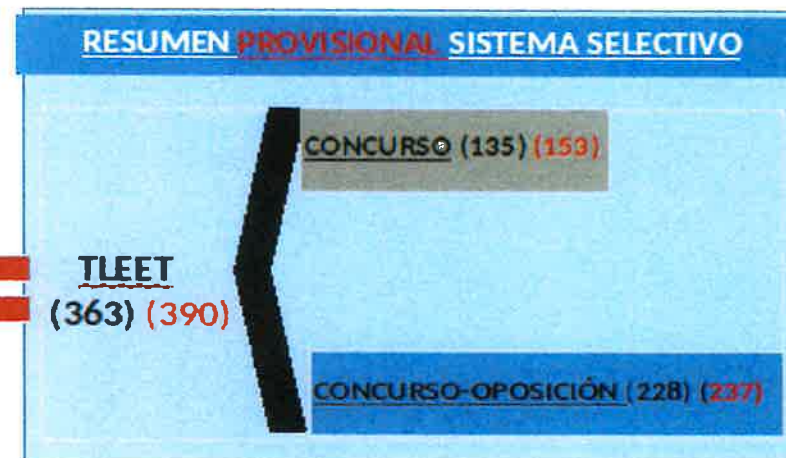 RESUMEN PROVISIONAL SISTEMA SELECTIVO
CONCURSO (135) (153)
TLEET
(363) (390)
CONCURSO-OPOSICIÓN (228) (237)